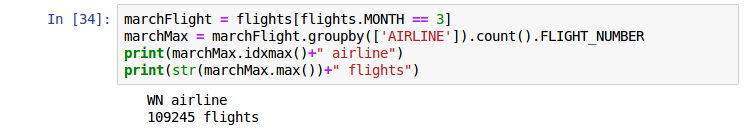 In [34]: marchFlight = flights[flights.MONTH == 3]
marchMax = marchFlight.groupby(['AIRLINE']).count().FLIGHT_NUMBER
print(marchMax.idxmax()+" airline")
print(str(marchMax.max())+" flights")
WN airline
109245 flights